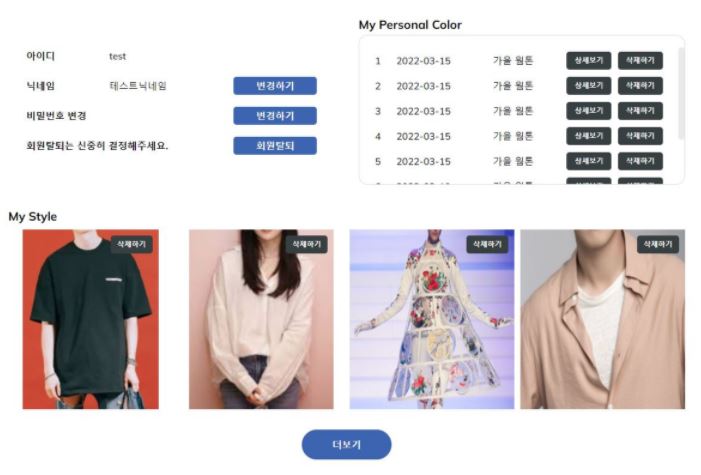 My Personal Color
아이디 test
닉네임 테스트닉네임 변경하기
비밀번호 변경 변경하기
회원탈퇴는 신중히 결정해주세요. 회원탈퇴
1 2022-03-15 가을 웜톤 상세보기 삭제하기
2 2022-03-15 가을 웜톤 상세보기 삭제하기
3 2022-03-15 가을 웜톤 상세보기 삭제하기
4 2022-03-15 가을 웜톤 상세보기 삭제하기
5 2022-03-15 가을 웜톤 상세보기 삭제하기
My Style
삭제하기 삭제하기 삭제하기 삭제하기
더보기